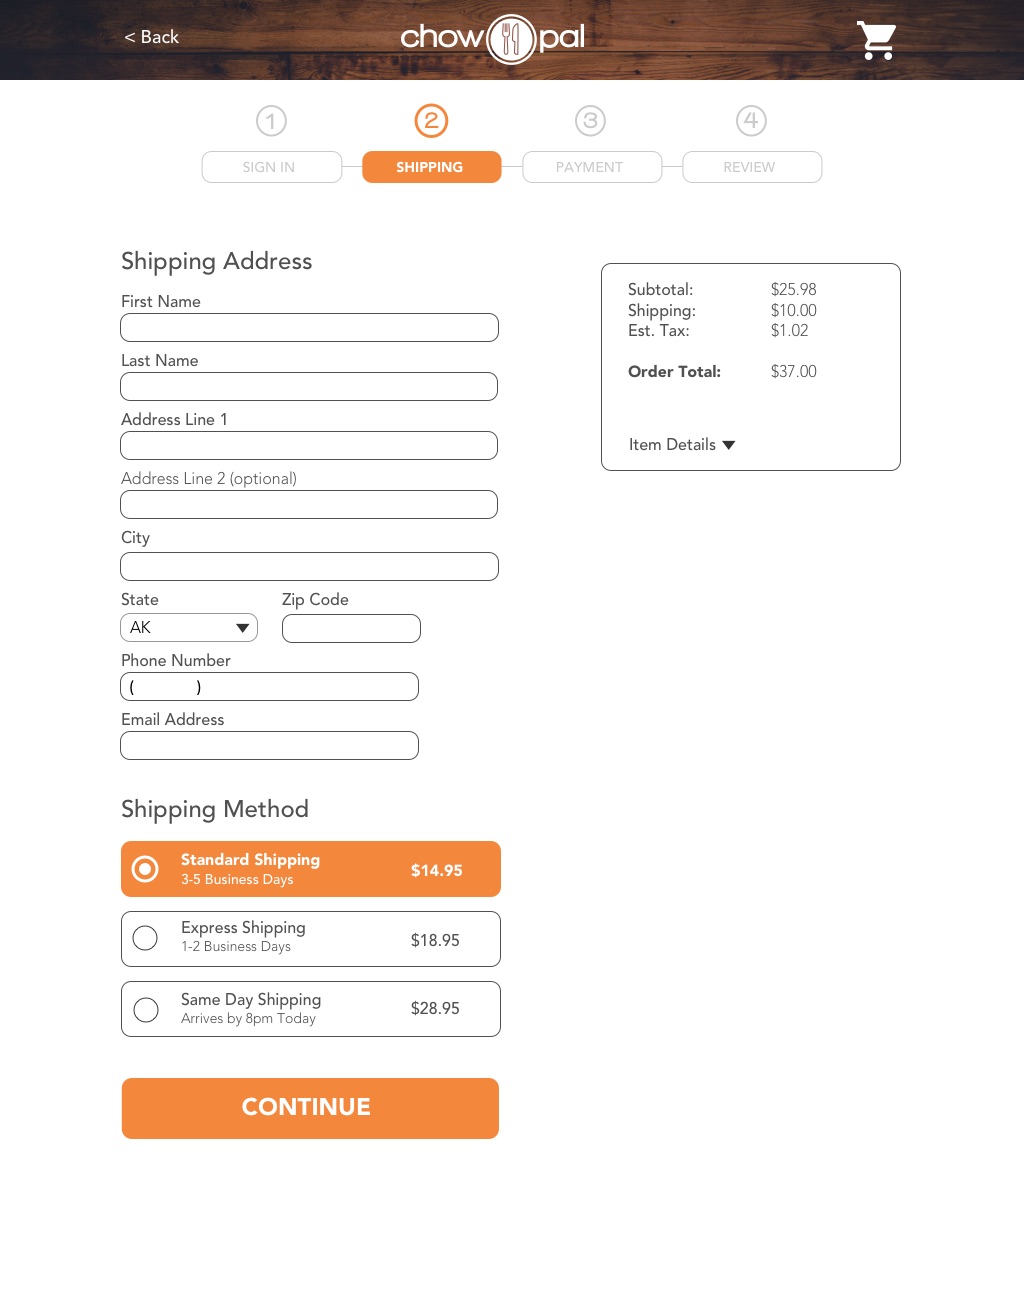 < Back
chow pal
1
2
3
4
SIGN IN
SHIPPING
PAYMENT
REVIEW
Shipping Address
First Name
Last Name
Address Line 1
Address Line 2 (optional)
City
State
Zip Code
AK
Phone Number
( )
Email Address
Subtotal: $25.98
Shipping: $10.00
Est. Tax: $1.02
Order Total: $37.00
Item Details
Shipping Method
Standard Shipping
3-5 Business Days
$14.95
Express Shipping
1-2 Business Days
$18.95
Same Day Shipping
Arrives by 8pm Today
$28.95
CONTINUE